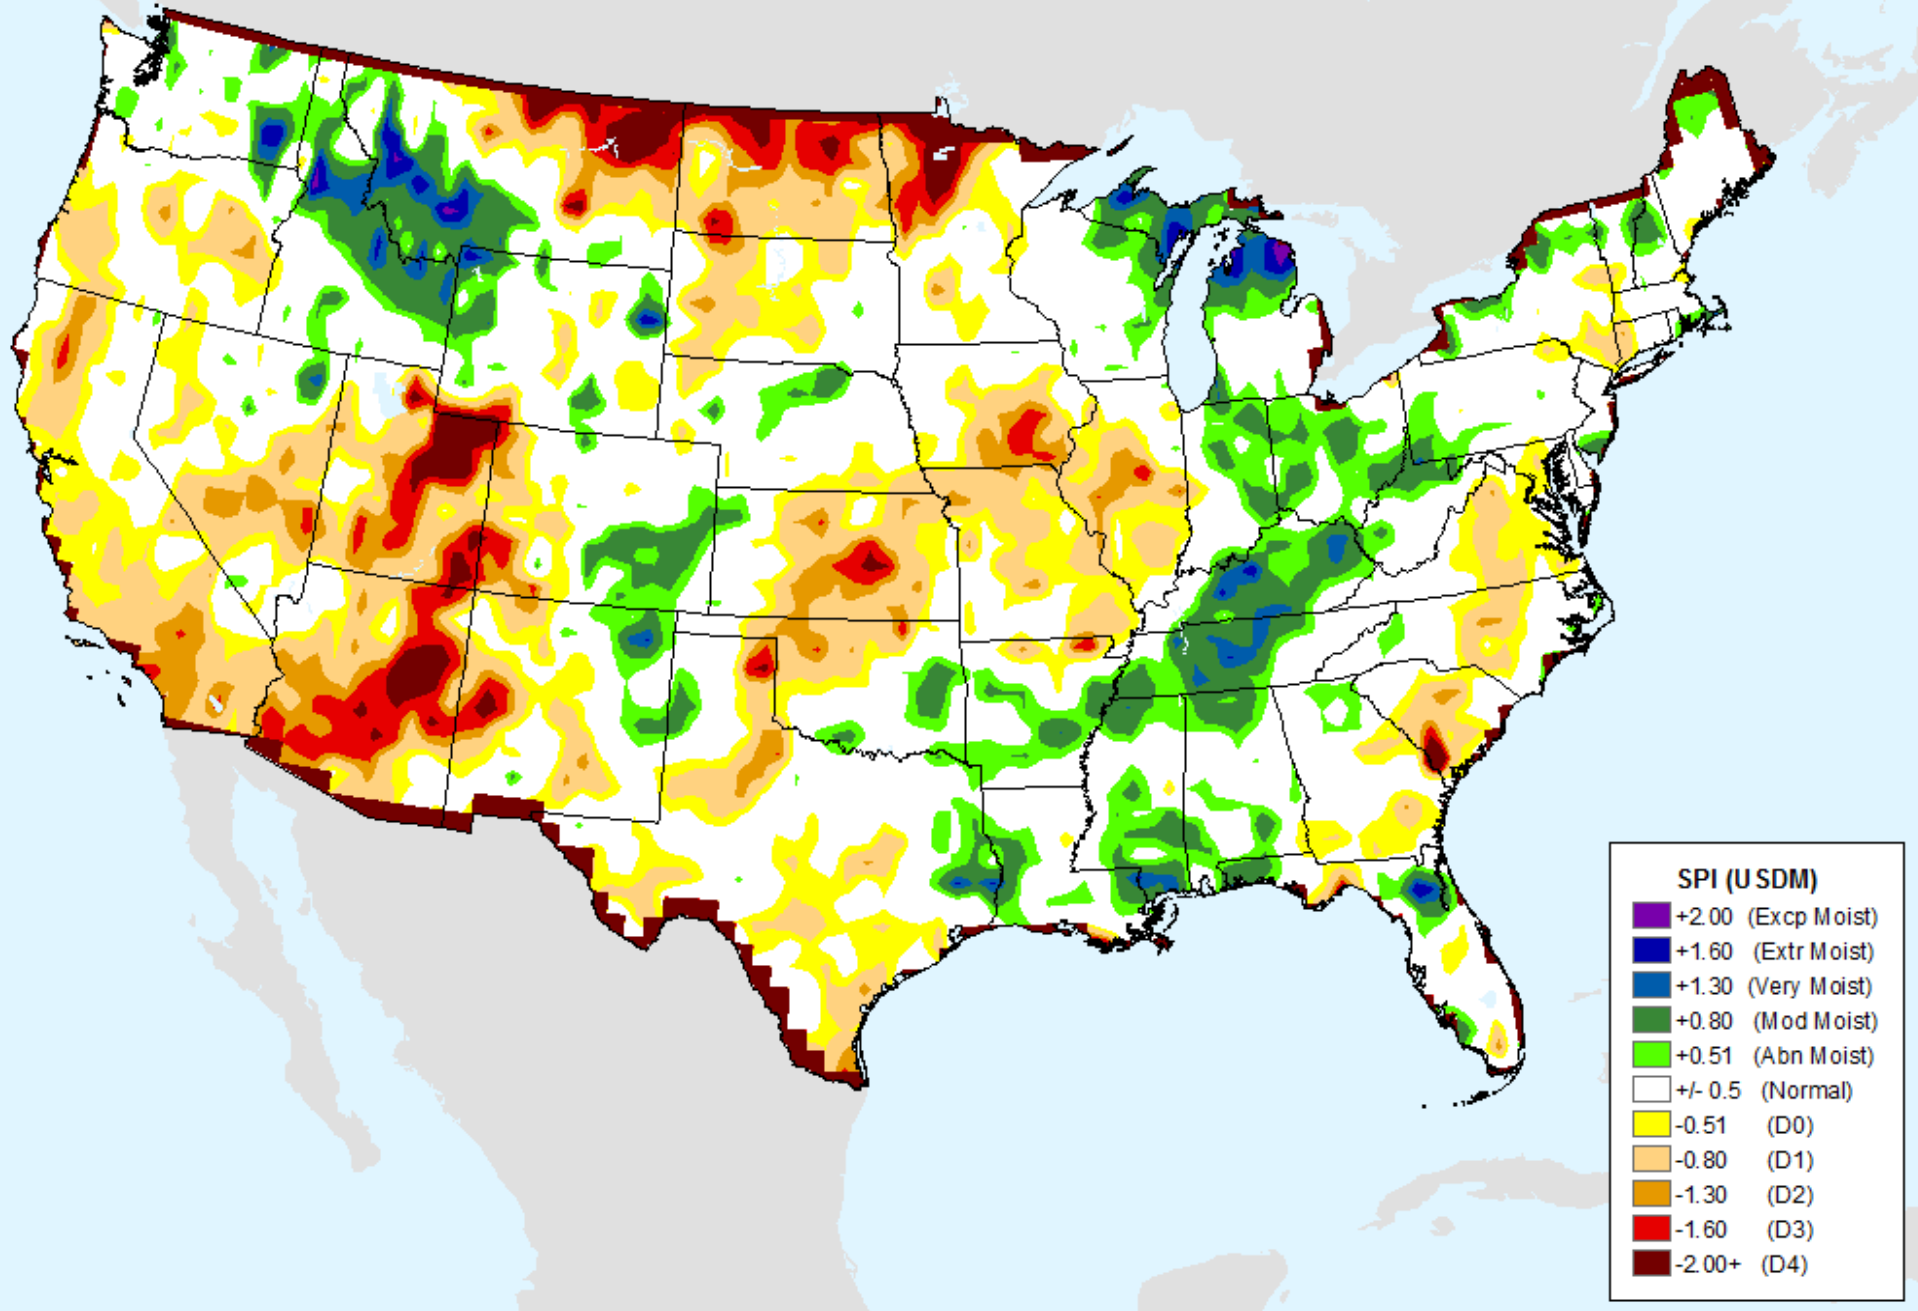 SPI (USDM)
+2.00 (Excp Moist)
+1.60 (Extr Moist)
+1.30 (Very Moist)
+0.80 (Mod Moist)
+0.51 (Abn Moist)
+/- 0.5 (Normal)
-0.51 (D0)
-0.80 (D1)
-1.30 (D2)
-1.60 (D3)
-2.00+ (D4)